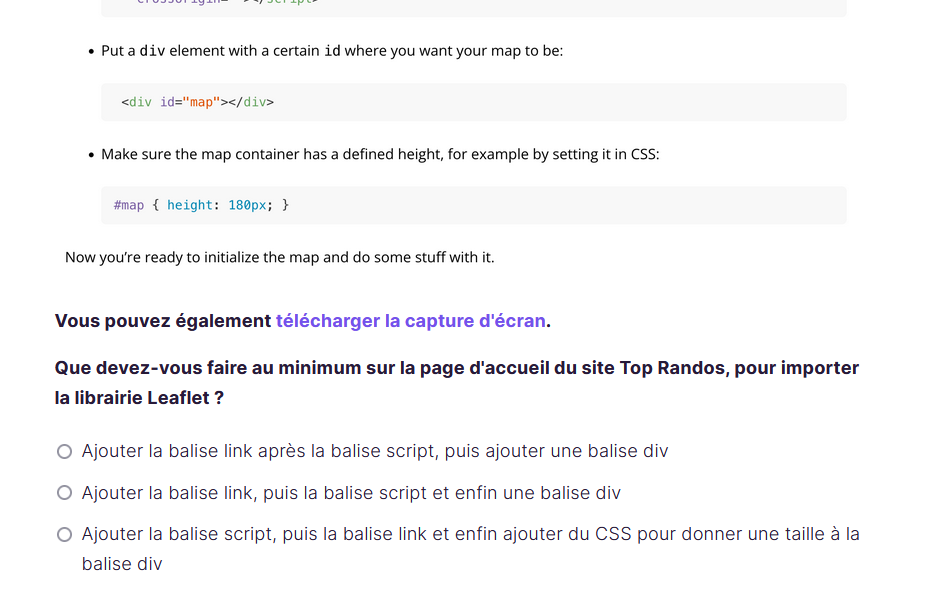 • Put a div element with a certain id where you want your map to be:
<div id="map"></div>
• Make sure the map container has a defined height, for example by setting it in CSS:
#map { height: 180px; }
Now you’re ready to initialize the map and do some stuff with it.
Vous pouvez également télécharger la capture d'écran.
Que devez-vous faire au minimum sur la page d'accueil du site Top Randos, pour importer
la librairie Leaflet ?
Ajouter la balise link après la balise script, puis ajouter une balise div
Ajouter la balise link, puis la balise script et enfin une balise div
Ajouter la balise script, puis la balise link et enfin ajouter du CSS pour donner une taille à la
balise div